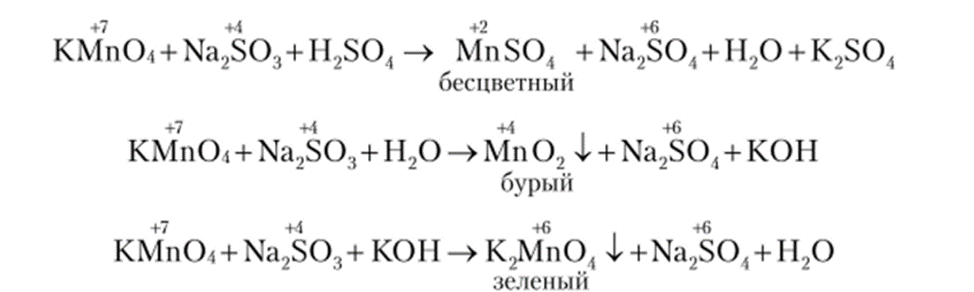 +7 +4 +2 +6
KMnO₄+Na₂SO₃+H₂SO₄ → MnSO₄ +Na₂SO₄+H₂O+K₂SO₄
бесцветный
+7 +4 +4 +6
KMnO₄+Na₂SO₃+H₂O→MnO₂↓+Na₂SO₄+KOH
бурый
+7 +4 +6 +6
KMnO₄+Na₂SO₃+KOH→K₂MnO₄↓+Na₂SO₄+H₂O
зеленый